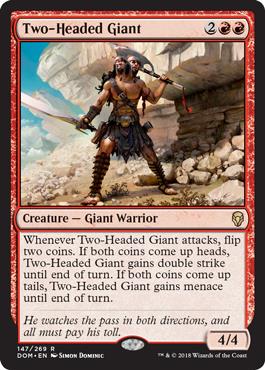 Two-Headed Giant 2
Creature — Giant Warrior
Whenever Two-Headed Giant attacks, flip
two coins. If both coins come up heads,
Two-Headed Giant gains double strike
until end of turn. If both coins come up
tails, Two-Headed Giant gains menace
until end of turn.
He watches the pass in both directions, and
all must pay his toll.
4/4
147/269 R
DOM • EN Simon Dominic
™ & © 2018 Wizards of the Coast